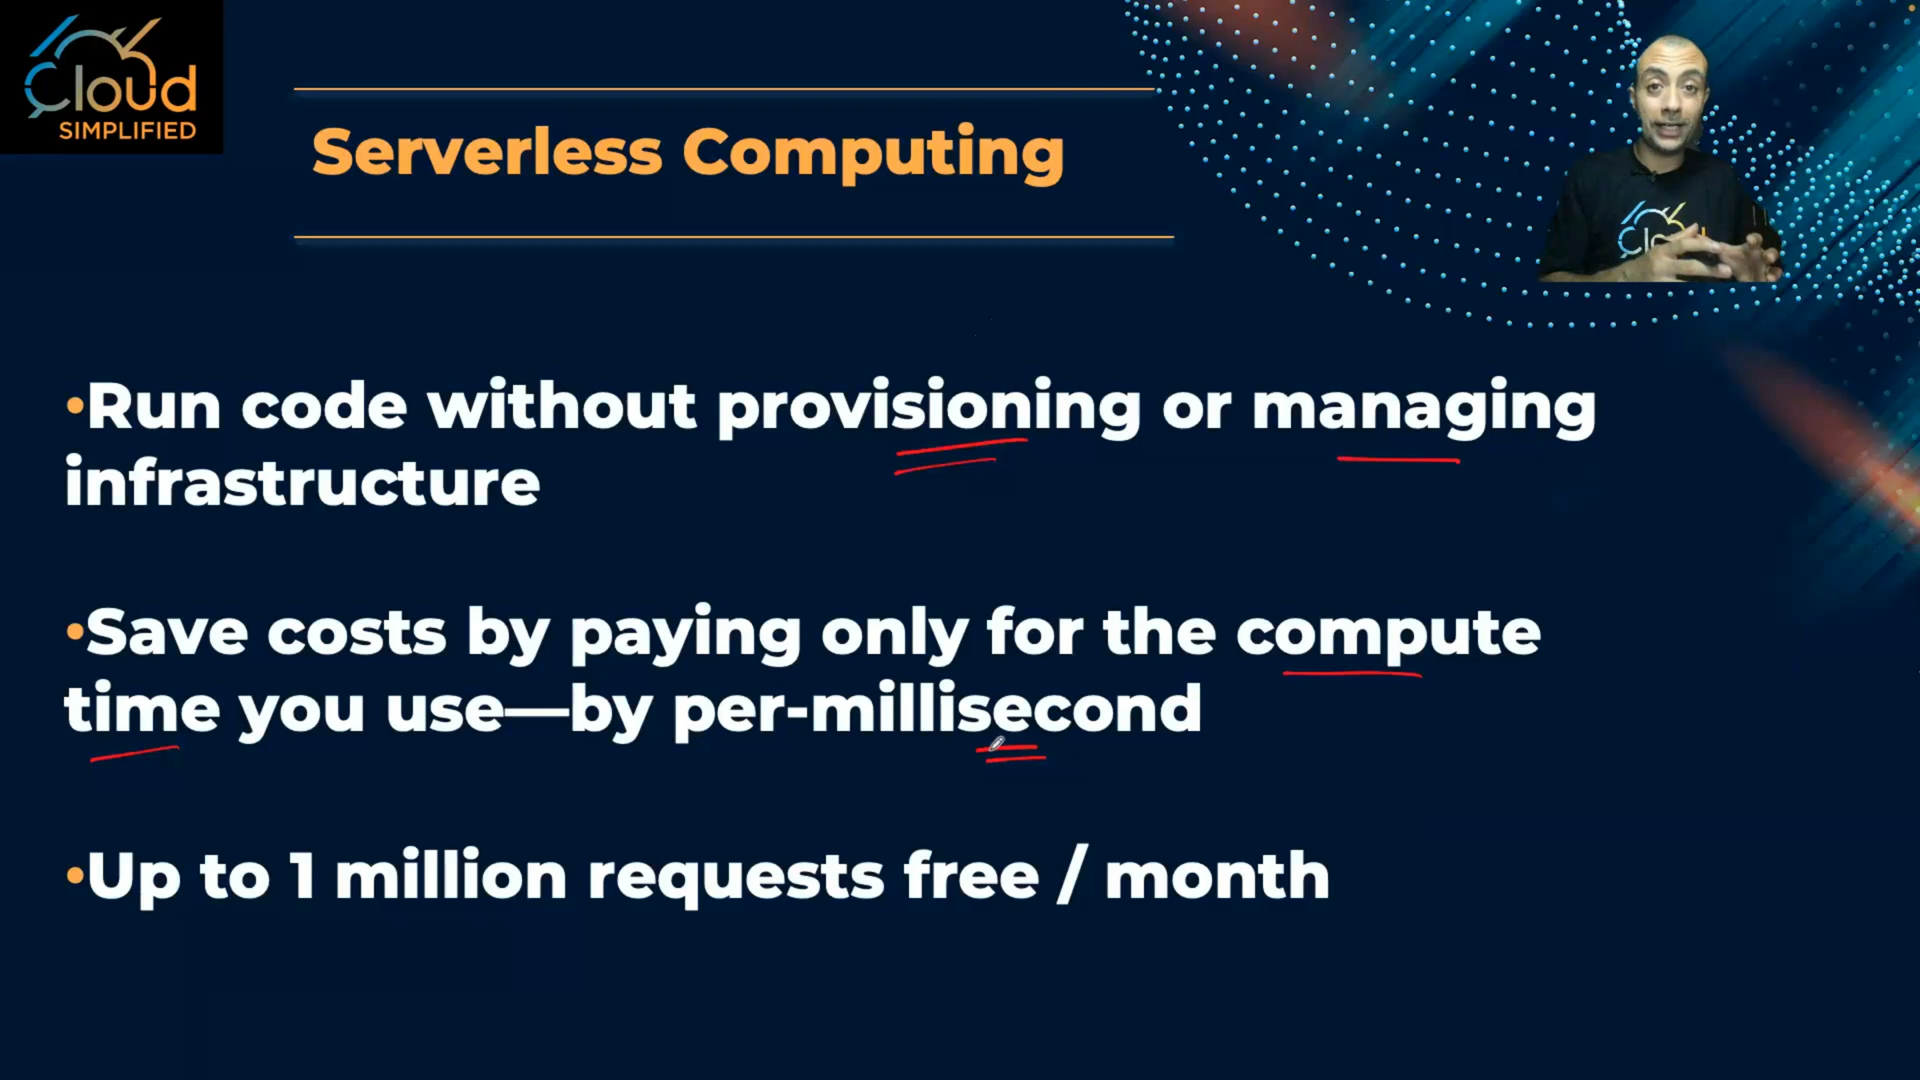 Cloud
SIMPLIFIED
Serverless Computing
•Run code without provisioning or managing
infrastructure
•Save costs by paying only for the compute
time you use—by per-millisecond
•Up to 1 million requests free / month